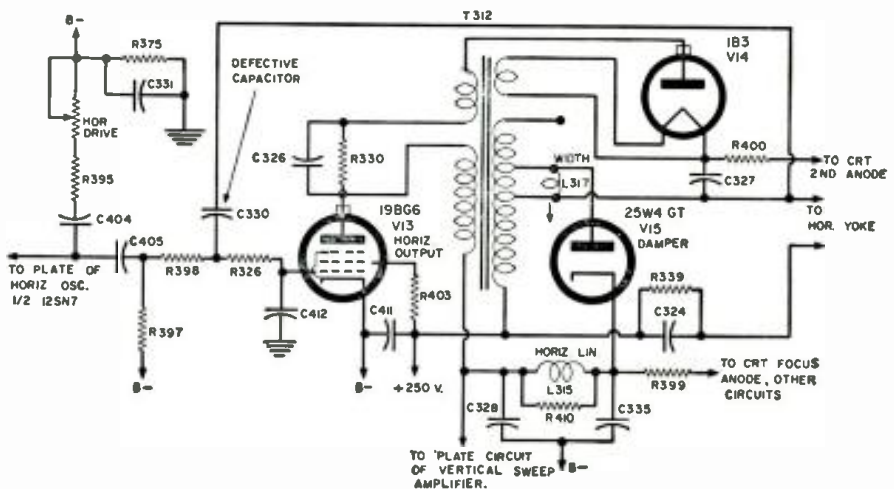 T312
B-
R375
C331
HOR
DRIVE
R395
C404
DEFECTIVE
CAPACITOR
C326
R330
C330
19BG6
V13
HORIZ
OUTPUT
1B3
V14
R400
TO CRT
2ND ANODE
C327
WIDTH
L317
25W4 GT
V15
DAMPER
TO
HOR. YOKE
C405
R398
R326
TO PLATE OF
HORIZ OSC.
1/2 12SN7
R397
B-
C412
R403
C411
B-
+250 V.
R339
C324
HORIZ LIN
L315
R410
C328
C335
R399
TO CRT FOCUS
ANODE, OTHER
CIRCUITS
TO PLATE CIRCUIT
OF VERTICAL SWEEP
AMPLIFIER.
B-